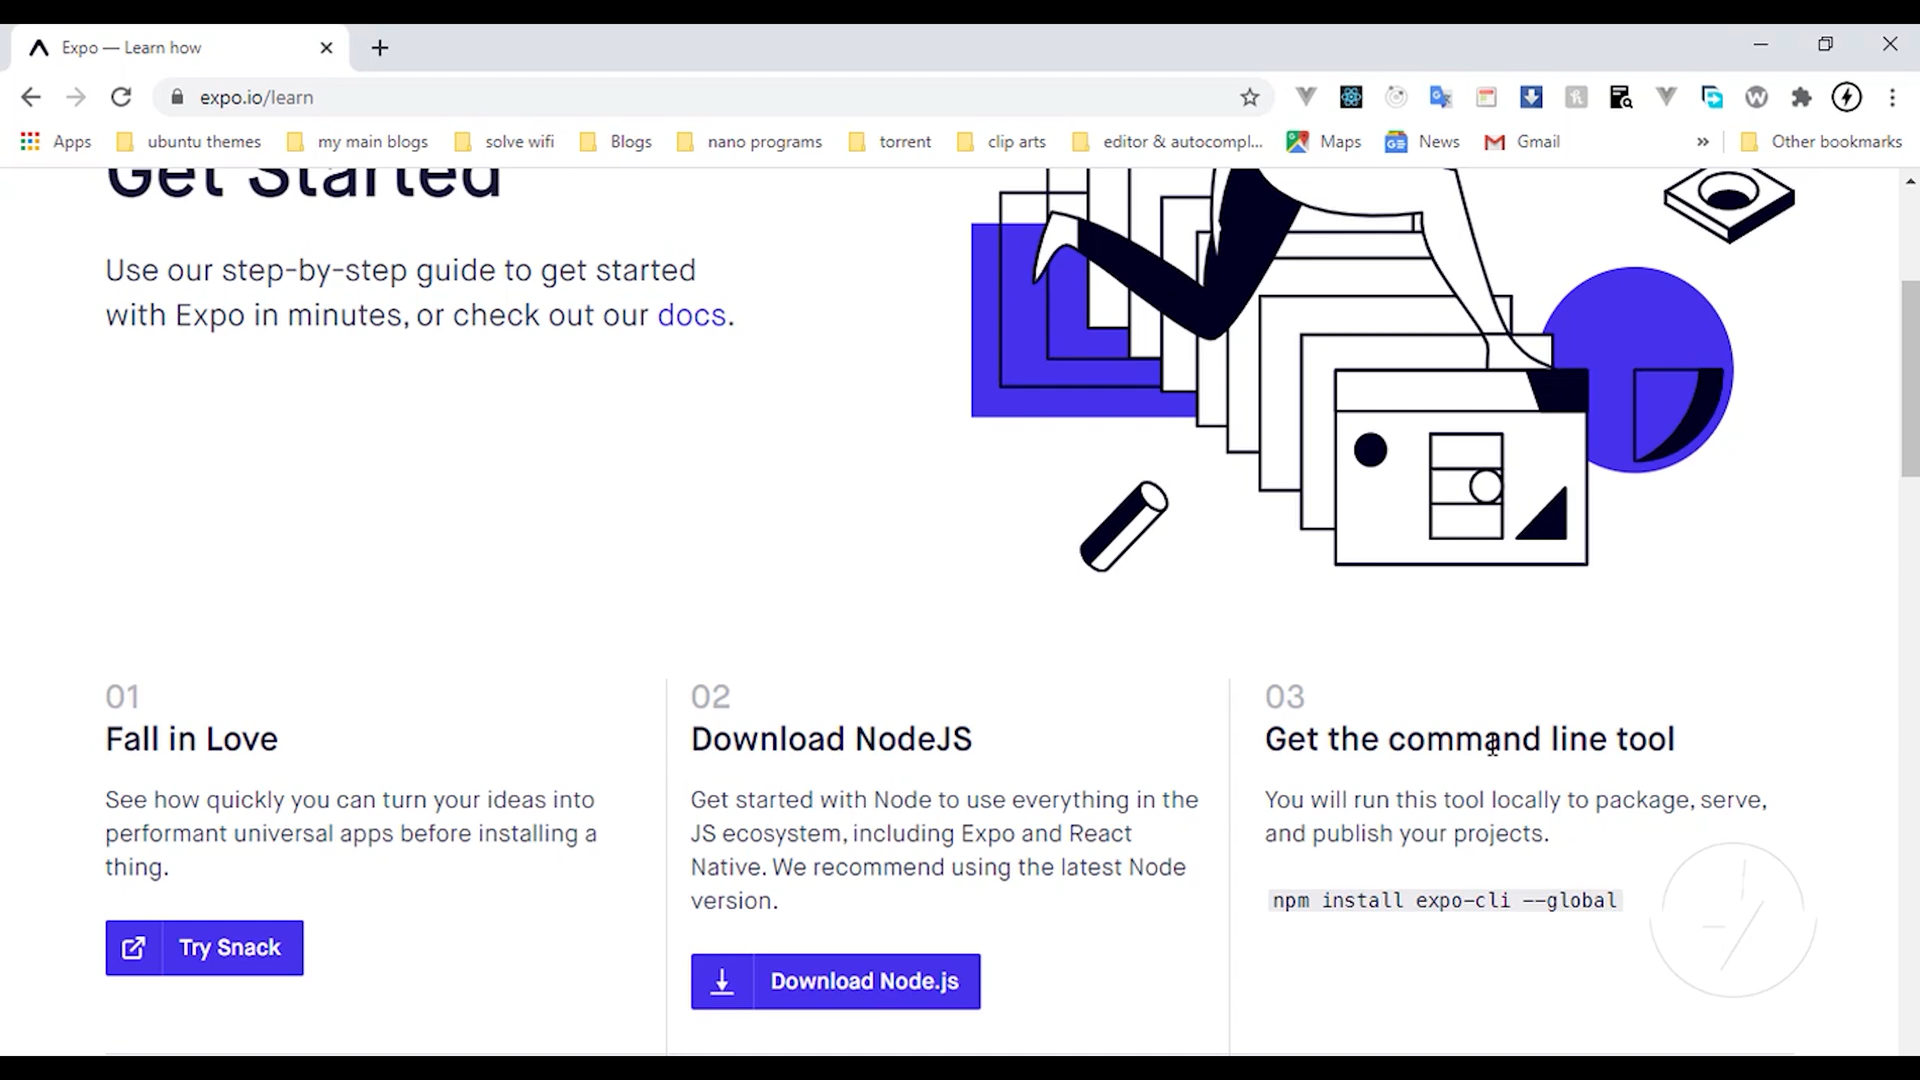 Expo — Learn how
expo.io/learn
Apps
ubuntu themes
my main blogs
solve wifi
Blogs
nano programs
torrent
clip arts
editor & autocompl...
Maps
News
Gmail
»
Other bookmarks
Get Started
Use our step-by-step guide to get started
with Expo in minutes, or check out our docs.
01
Fall in Love
See how quickly you can turn your ideas into
performant universal apps before installing a
thing.
Try Snack
02
Download NodeJS
Get started with Node to use everything in the
JS ecosystem, including Expo and React
Native. We recommend using the latest Node
version.
Download Node.js
03
Get the command line tool
You will run this tool locally to package, serve,
and publish your projects.
npm install expo-cli --global